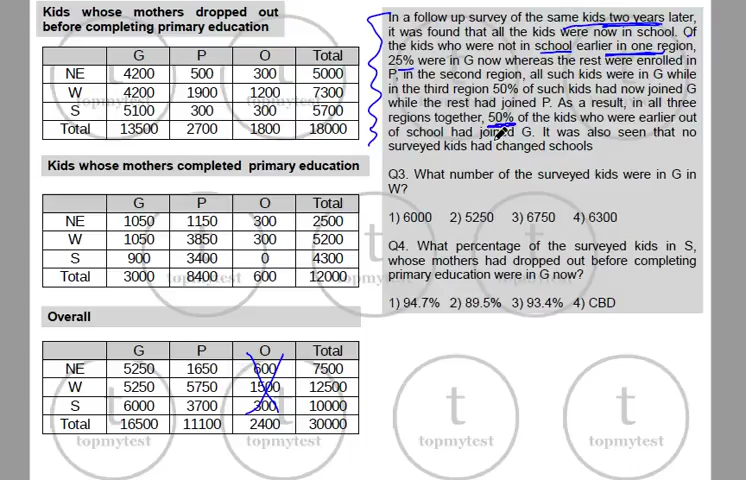 Kids whose mothers dropped out
before completing primary education
G P O Total
NE 4200 500 300 5000
W 4200 1900 1200 7300
S 5100 300 300 5700
Total 13500 2700 1800 18000
Kids whose mothers completed primary education
G P O Total
NE 1050 1150 300 2500
W 1050 3850 300 5200
S 900 3400 0 4300
Total 3000 8400 600 12000
Overall
G P O Total
NE 5250 1650 600 7500
W 5250 5750 1500 12500
S 6000 3700 300 10000
Total 16500 11100 2400 30000
In a follow up survey of the same kids two years later,
it was found that all the kids were now in school. Of
the kids who were not in school earlier in one region,
25% were in G now whereas the rest were enrolled in
P; in the second region, all such kids were in G while
in the third region 50% of such kids had now joined G
while the rest had joined P. As a result, in all three
regions together, 50% of the kids who were earlier out
of school had joined G. It was also seen that no
surveyed kids had changed schools
Q3. What number of the surveyed kids were in G in
W?
1) 6000 2) 5250 3) 6750 4) 6300
Q4. What percentage of the surveyed kids in S,
whose mothers had dropped out before completing
primary education were in G now?
1) 94.7% 2) 89.5% 3) 93.4% 4) CBD
t
topmytest
t
topmytest
t
topmytest
t
topmytest